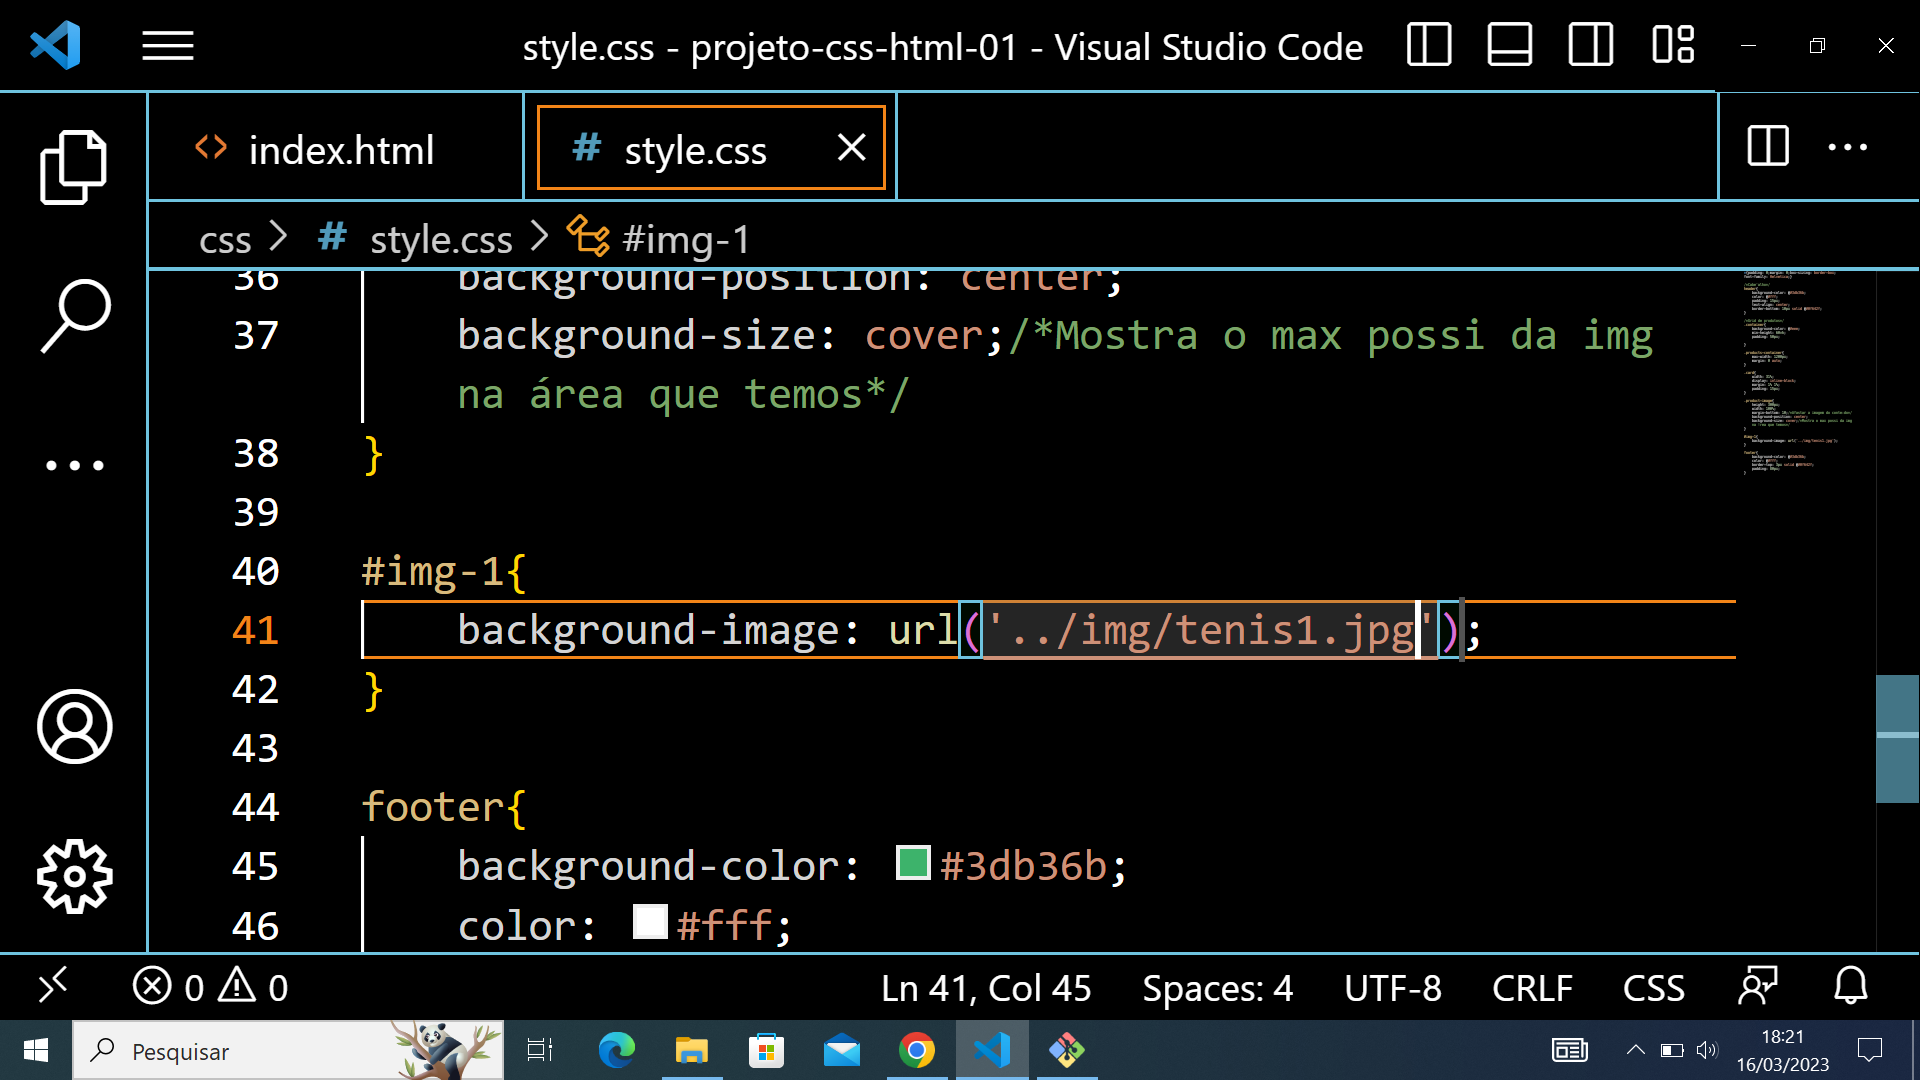 style.css - projeto-css-html-01 - Visual Studio Code
index.html
# style.css
css > # style.css > #img-1
36 background-position: center;
37 background-size: cover;/*Mostra o max possi da img
na área que temos*/
38 }
39
40 #img-1{
41 background-image: url('../img/tenis1.jpg');
42 }
43
44 footer{
45 background-color: #3db36b;
46 color: #fff;
0 0 Ln 41, Col 45 Spaces: 4 UTF-8 CRLF CSS
Pesquisar
18:21
16/03/2023